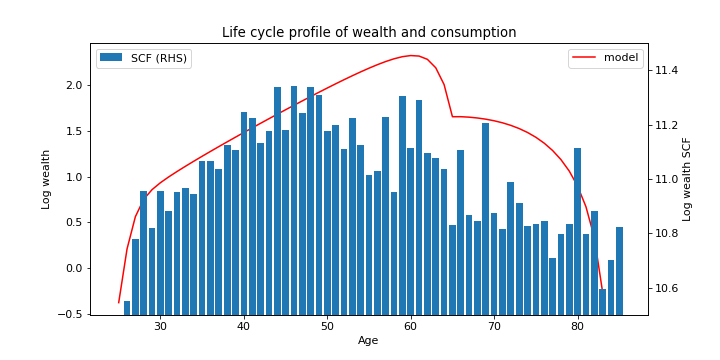 Life cycle profile of wealth and consumption
SCF (RHS)
model
2.0
1.5
1.0
0.5
0.0
−0.5
Log wealth
11.4
11.2
11.0
10.8
10.6
Log wealth SCF
30 40 50 60 70 80
Age